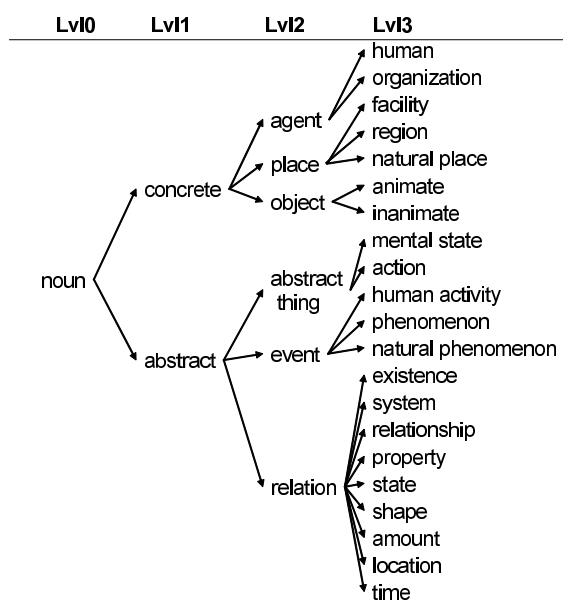 Lvl0 Lvl1 Lvl2 Lvl3
human
organization
agent
facility
region
place
natural place
concrete
animate
object
inanimate
mental state
abstract
thing
action
noun
human activity
phenomenon
event
natural phenomenon
abstract
existence
system
relationship
property
relation
state
shape
amount
location
time